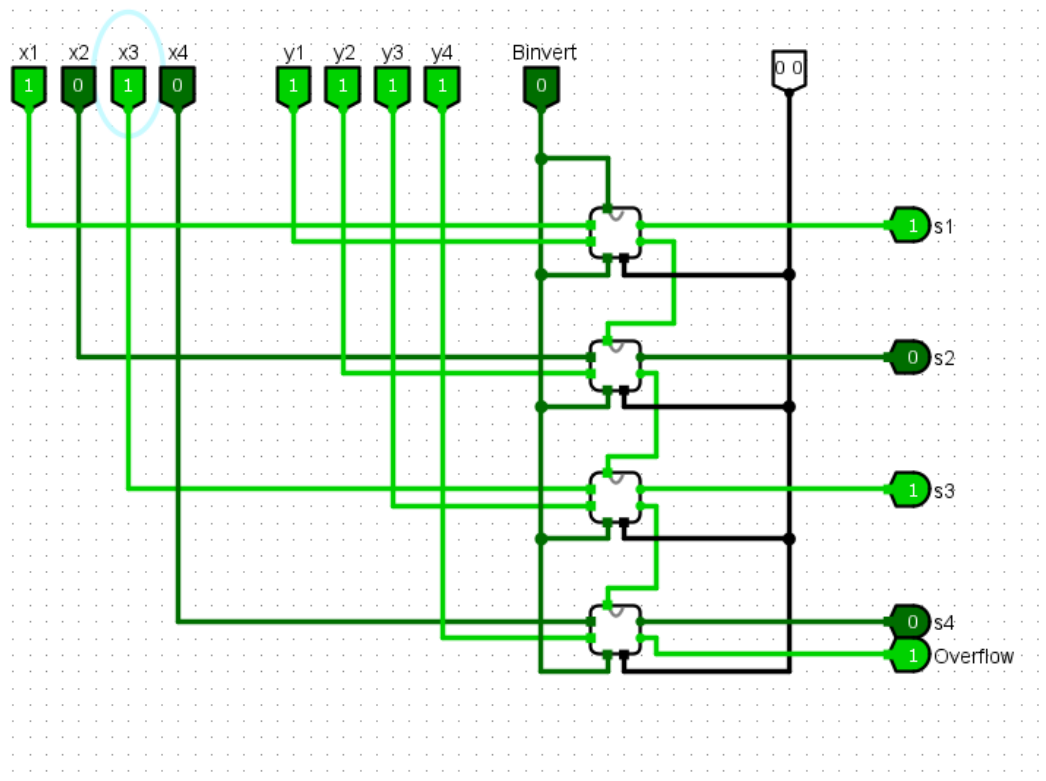 x1 x2 x3 x4 y1 y2 y3 y4 Binvert
1 0 1 0 1 1 1 1 0 0 0
1 s1
0 s2
1 s3
0 s4
1 Overflow